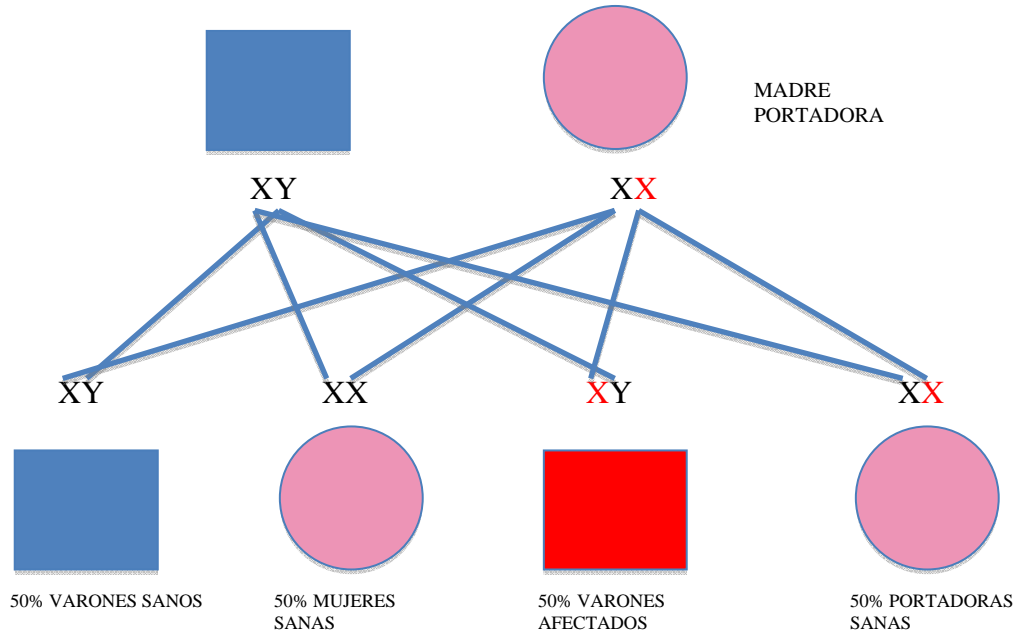 MADRE
PORTADORA
XY
XX
XY
XX
XY
XX
50% VARONES SANOS
50% MUJERES
SANAS
50% VARONES
AFECTADOS
50% PORTADORAS
SANAS